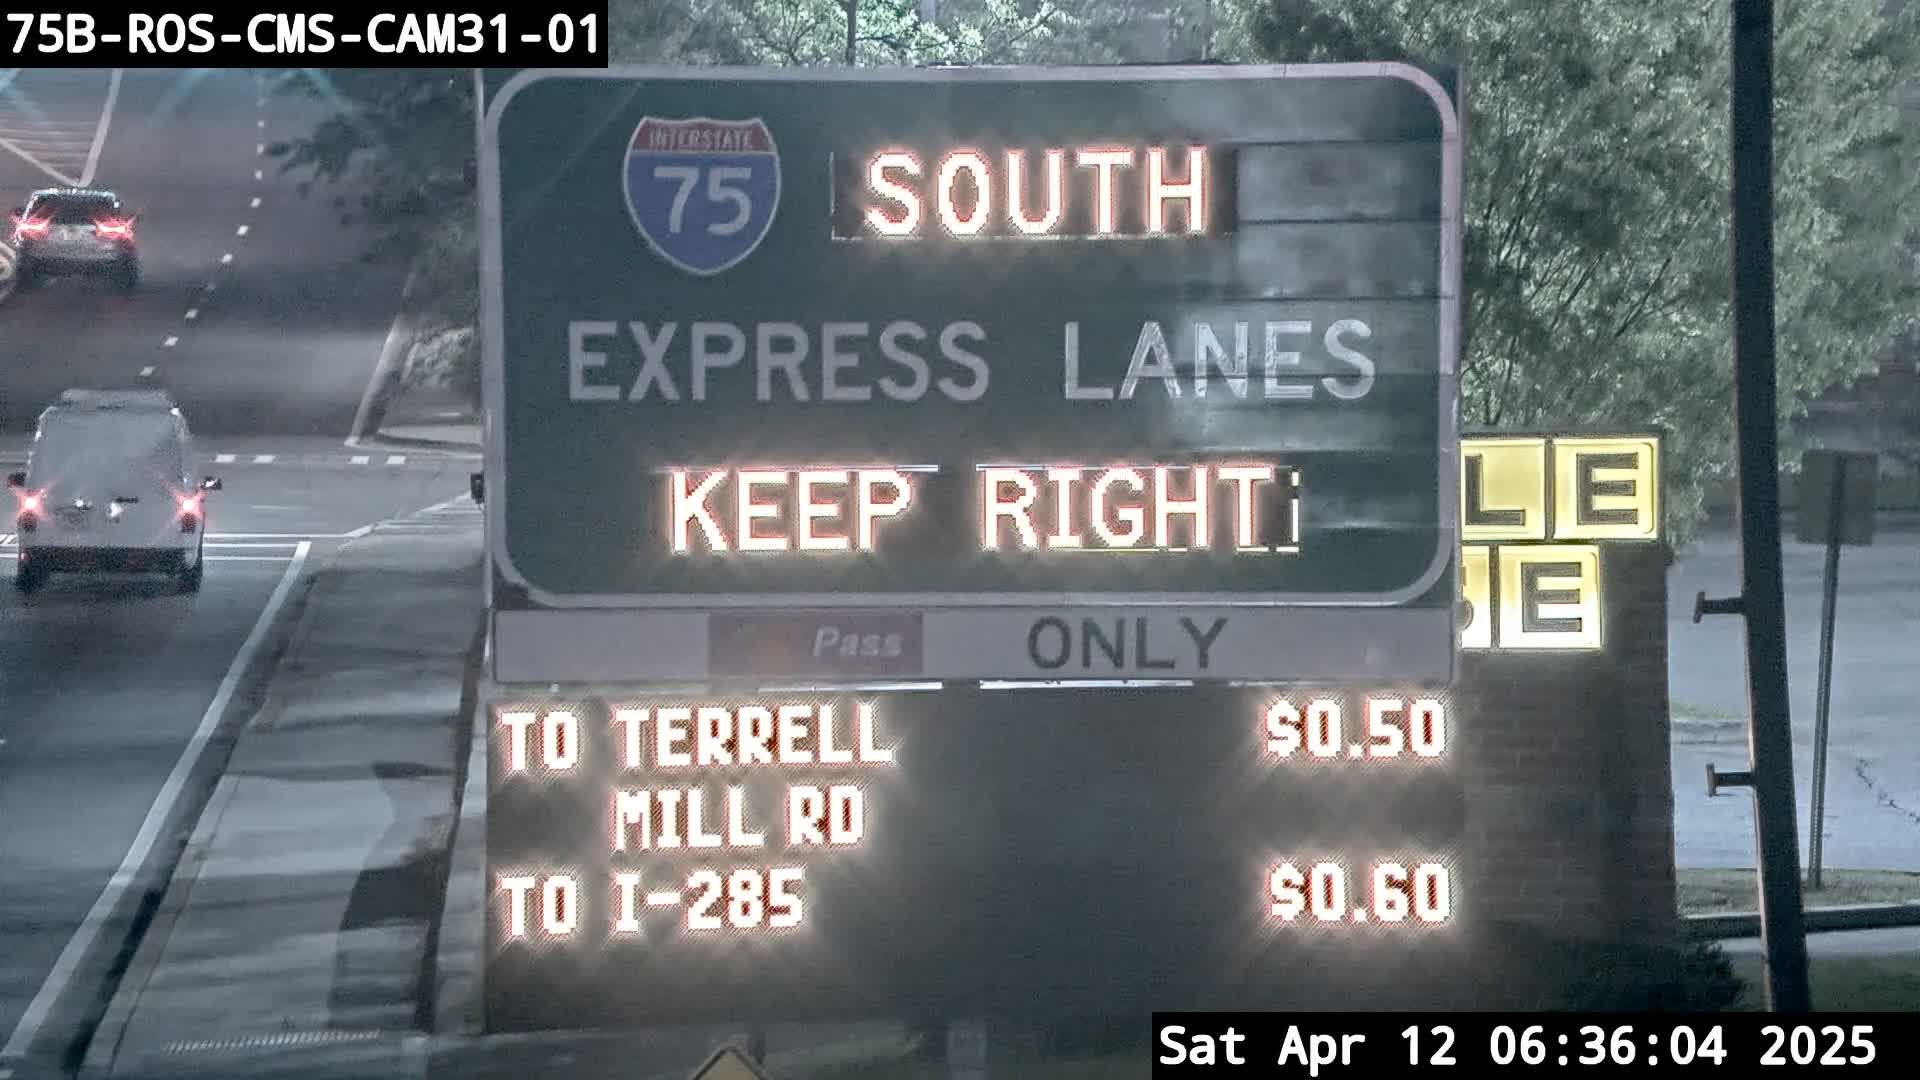 75B-ROS-CMS-CAM31-01
INTERSTATE
75
SOUTH
EXPRESS LANES
KEEP RIGHT
Pass
ONLY
TO TERRELL $0.50
MILL RD
TO I-285 $0.60
LE
E
Sat Apr 12 06:36:04 2025